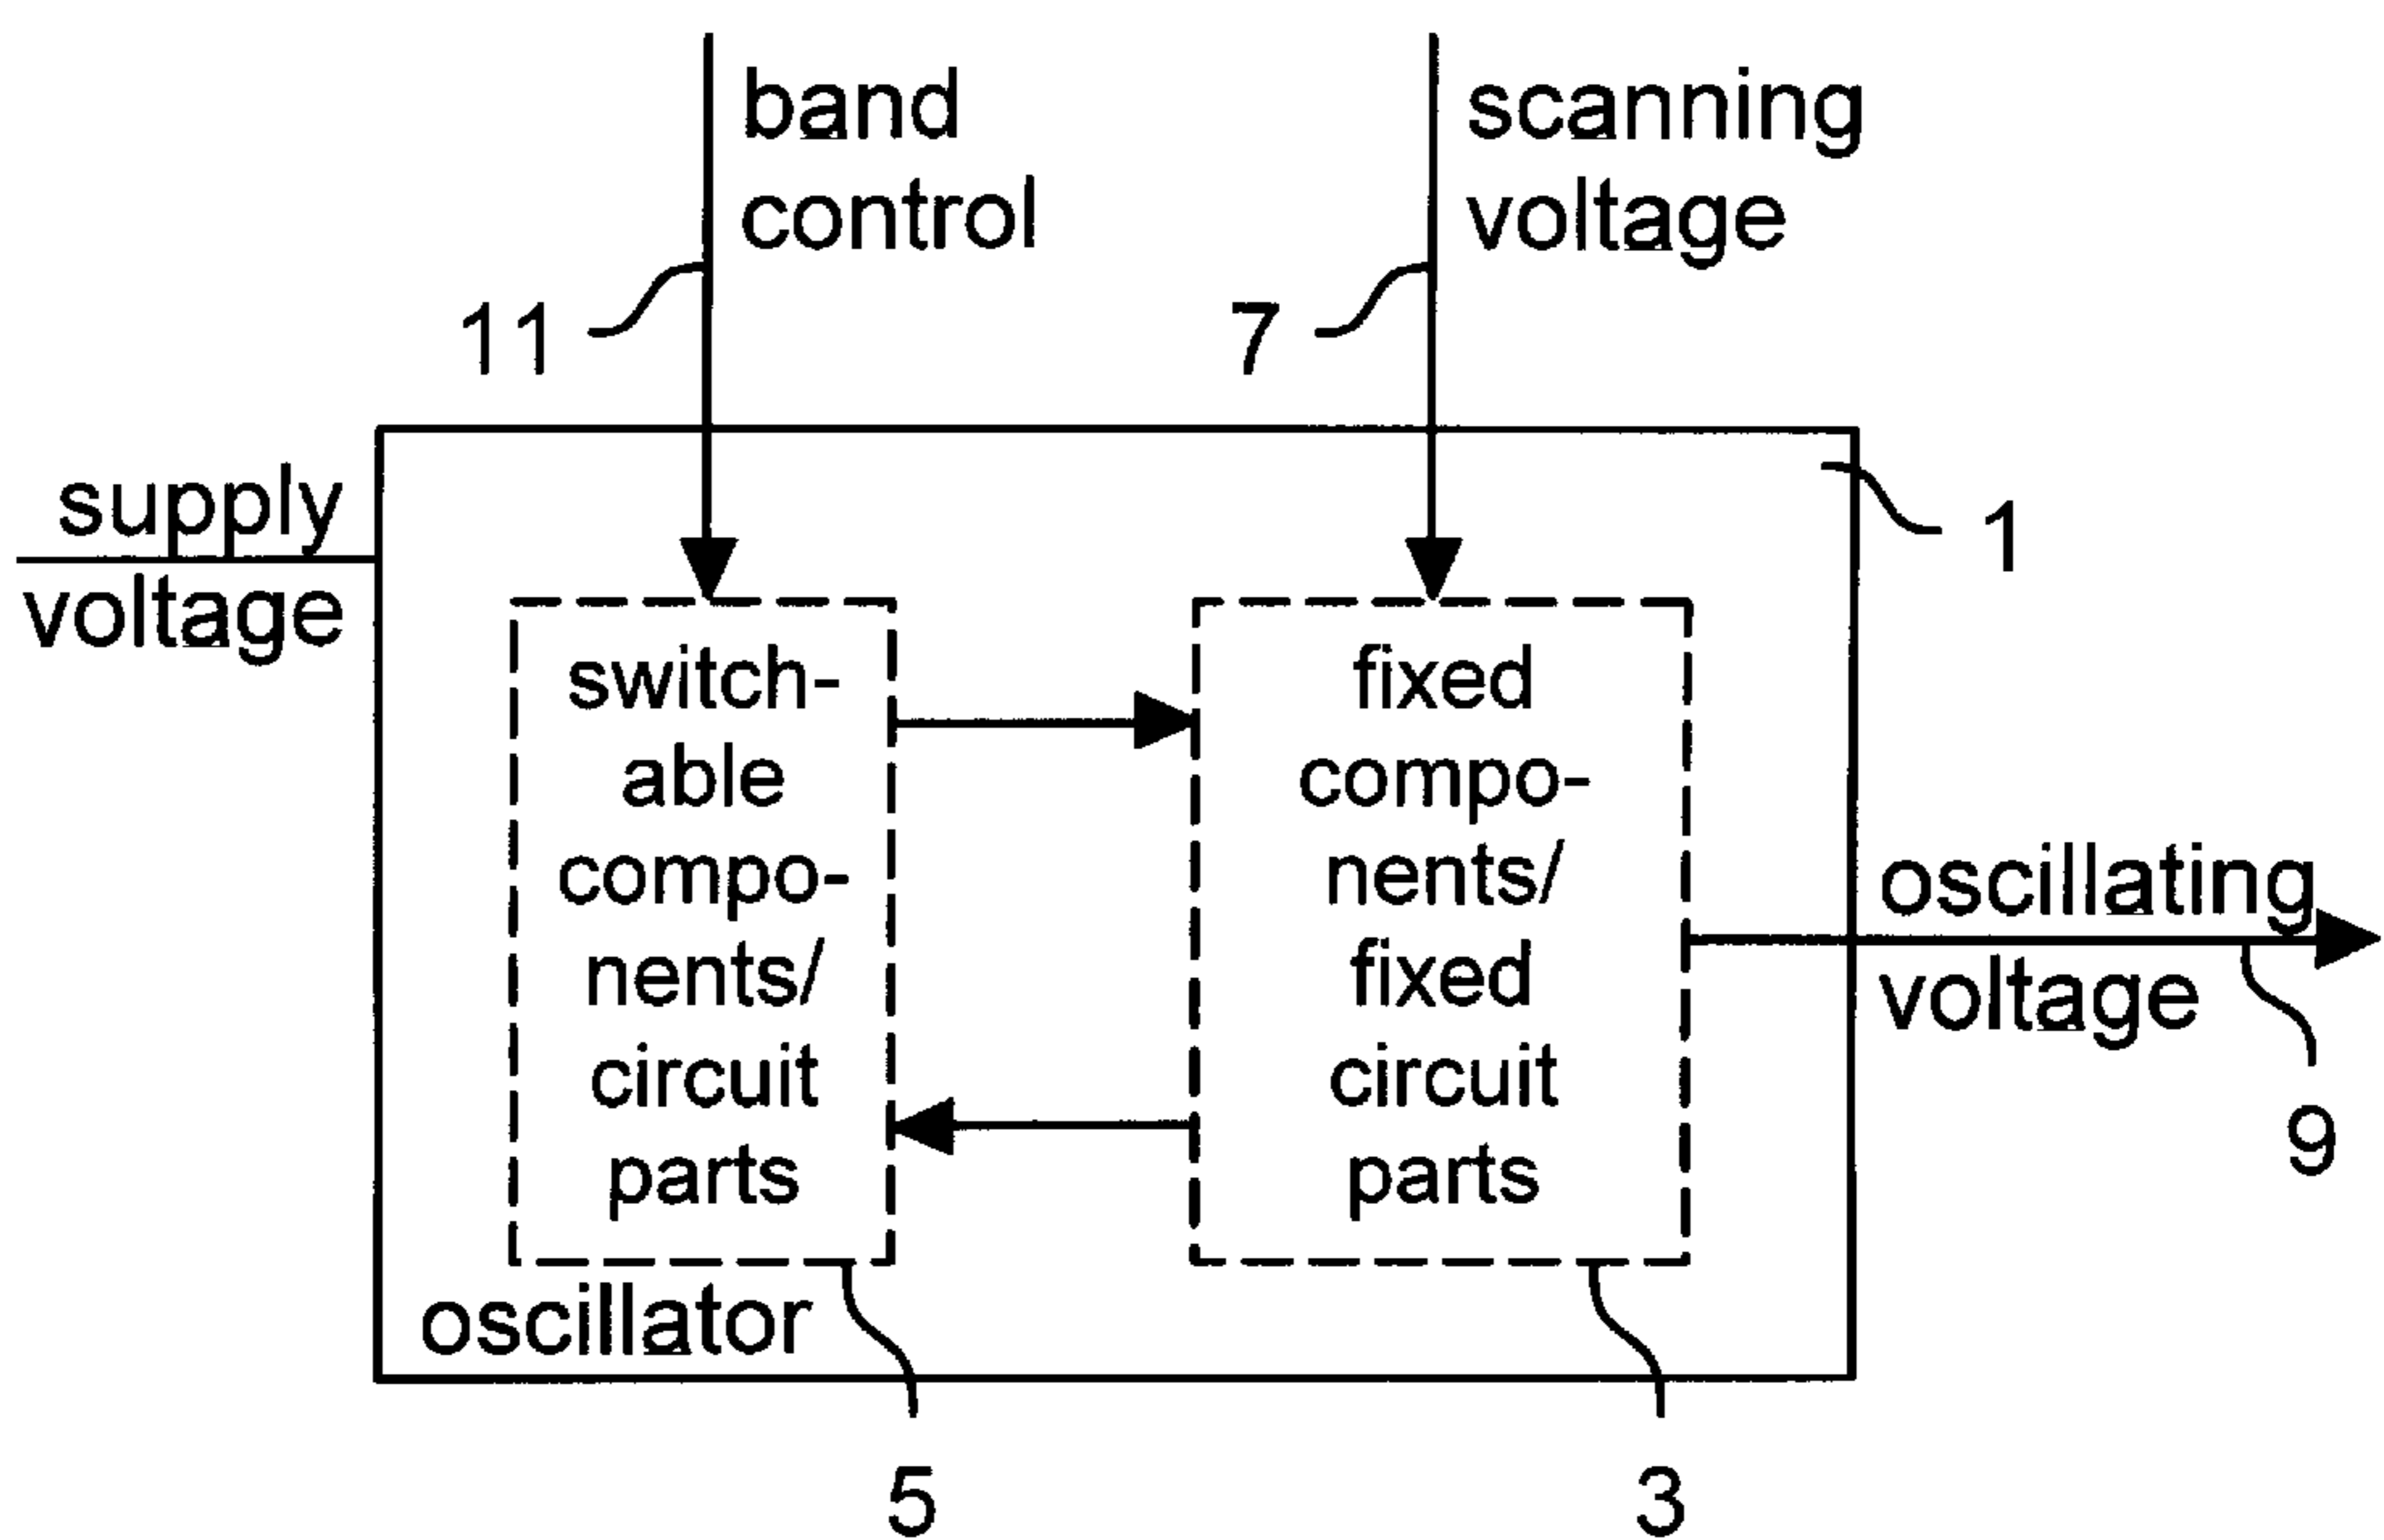 band
control
scanning
voltage
11
7
supply
voltage
1
switch-
able
compo-
nents/
circuit
parts
fixed
compo-
nents/
fixed
circuit
parts
oscillating
voltage
9
oscillator
5
3